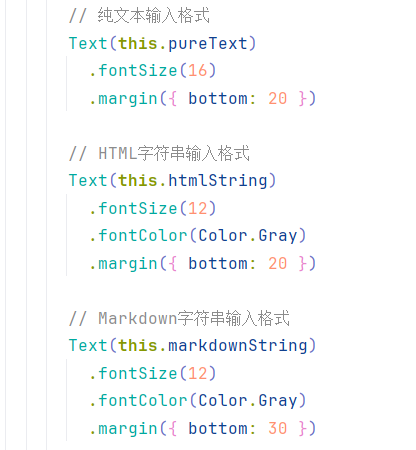 // 纯文本输入格式
Text(this.pureText)
.fontSize(16)
.margin({ bottom: 20 })
// HTML字符串输入格式
Text(this.htmlString)
.fontSize(12)
.fontColor(Color.Gray)
.margin({ bottom: 20 })
// Markdown字符串输入格式
Text(this.markdownString)
.fontSize(12)
.fontColor(Color.Gray)
.margin({ bottom: 30 })